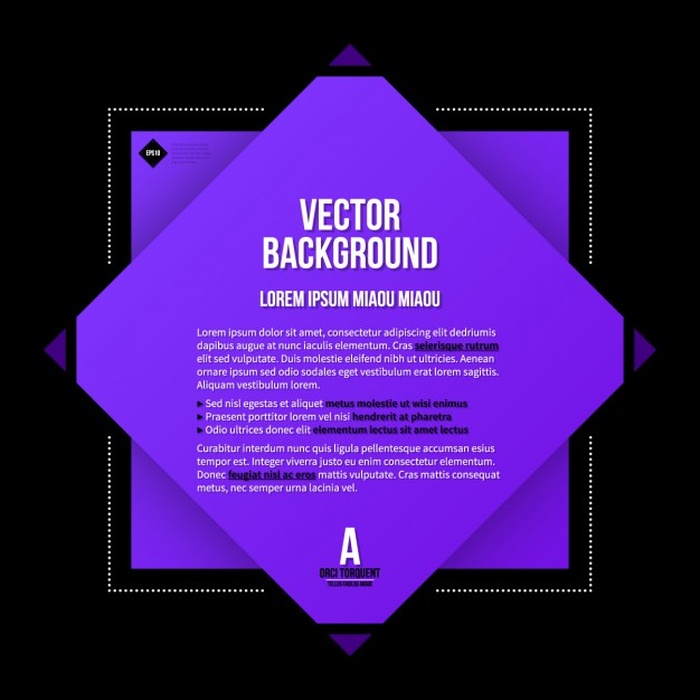 EPS10
VECTOR
BACKGROUND
LOREM IPSUM MIAOU MIAOU
Lorem ipsum dolor sit amet, consectetur adipiscing elit dedriumis
dapibus augue at nunc iaculis elementum. Cras selerisque rutrum
elit sed vulputate. Duis molestie eleifend nibh ut ultricies. Aenean
ornare ipsum sed odio sodales eget vestibulum erat lorem sagittis.
Aliquam vestibulum lorem.
▸ Sed nisl egestas et aliquet metus molestie ut wisi enimus
▸ Praesent porttitor lorem vel nisi hendrerit at pharetra
▸ Odio ultrices donec elit elementum lectus sit amet lectus
Curabitur interdum nunc quis ligula pellentesque accumsan esius
tempor est. Integer viverra justo eu enim consectetur elementum.
Donec feugiat nisl ac eros mattis vulputate. Cras mattis consequat
metus, nec semper urna lacinia vel.
A
ORCI TORQUENT